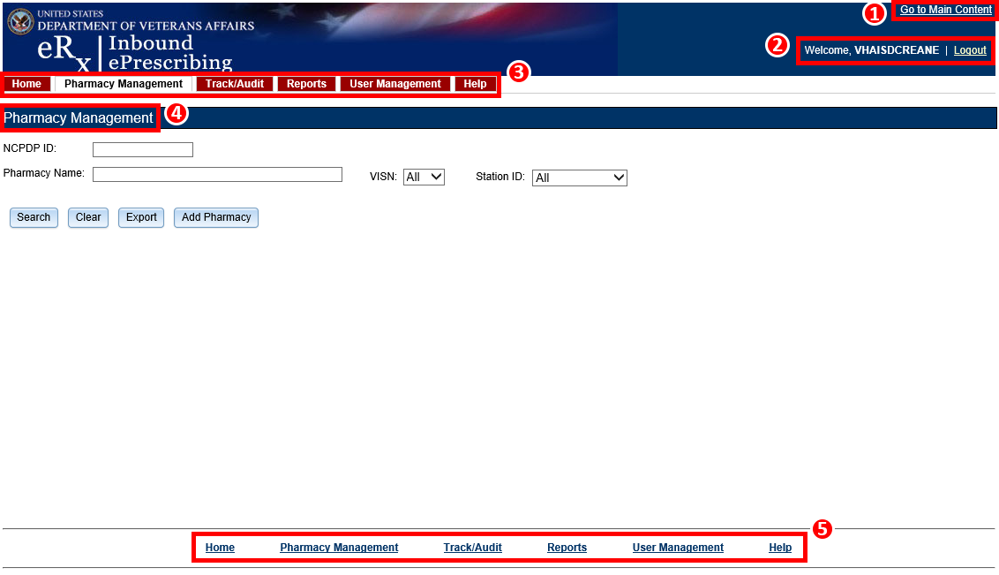 1 Go to Main Content
UNITED STATES
DEPARTMENT OF VETERANS AFFAIRS
eRx Inbound
ePrescribing
2 Welcome, VHAISDCREANE | Logout
Home Pharmacy Management Track/Audit Reports User Management Help 3
Pharmacy Management 4
NCPDP ID:
Pharmacy Name: VISN: All Station ID: All
Search Clear Export Add Pharmacy
5
Home Pharmacy Management Track/Audit Reports User Management Help